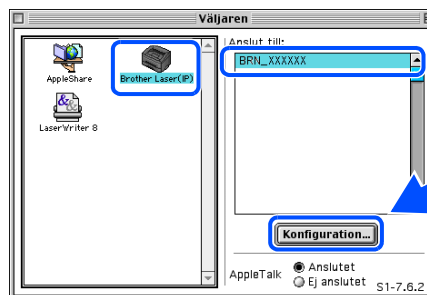 Väljaren
Anslut till:
AppleShare
Brother Laser(IP)
LaserWriter 8
BRN_XXXXXX
Konfiguration...
AppleTalk
Anslutet
Ej anslutet
S1-7.6.2